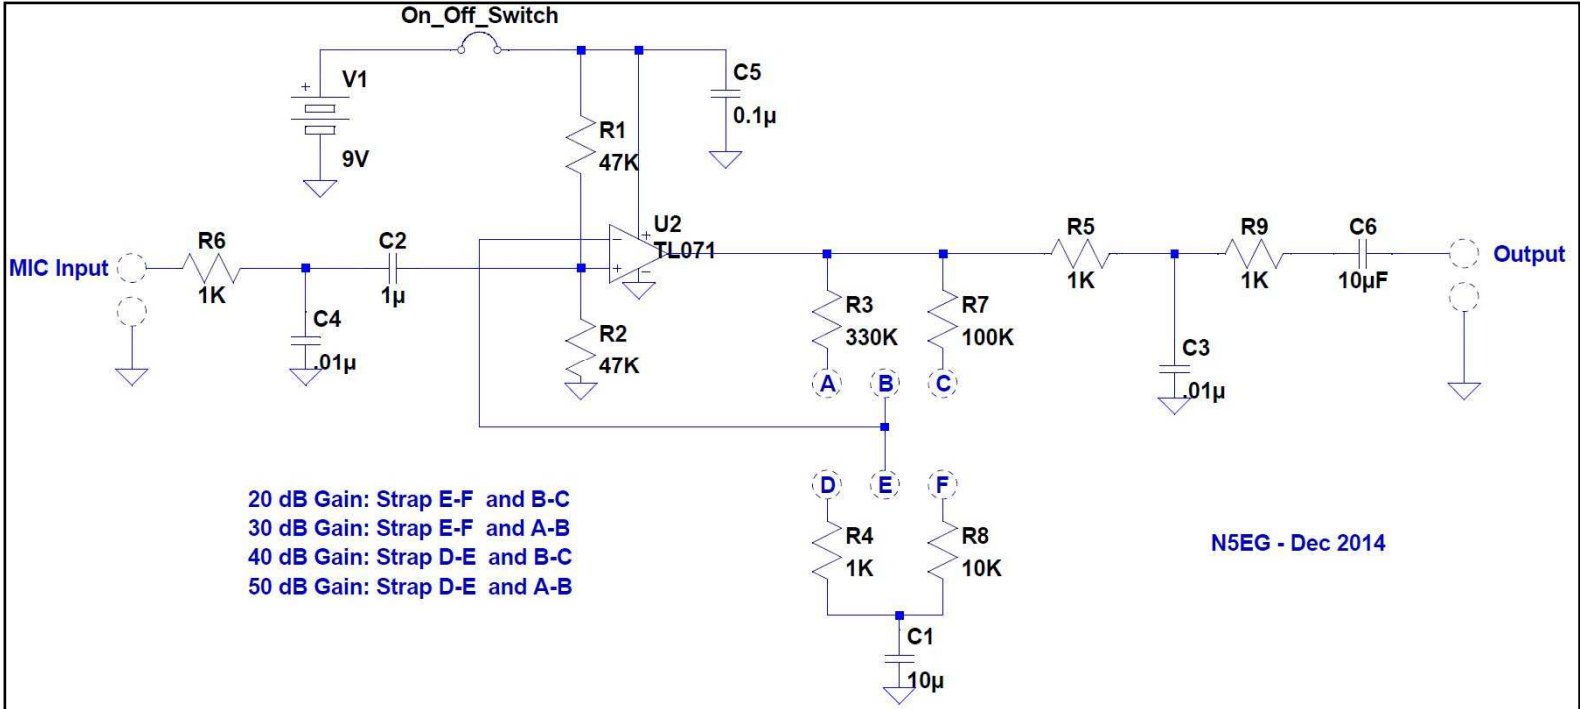 On_Off_Switch
+
V1
9V
C5
0.1µ
R1
47K
U2
TL071
−
+
+
−
MIC Input
R6
1K
C2
1µ
C4
.01µ
R2
47K
R3
330K
R7
100K
R5
1K
R9
1K
C6
10µF
Output
C3
.01µ
A
B
C
D
E
F
R4
1K
R8
10K
C1
10µ
20 dB Gain: Strap E-F and B-C
30 dB Gain: Strap E-F and A-B
40 dB Gain: Strap D-E and B-C
50 dB Gain: Strap D-E and A-B
N5EG - Dec 2014